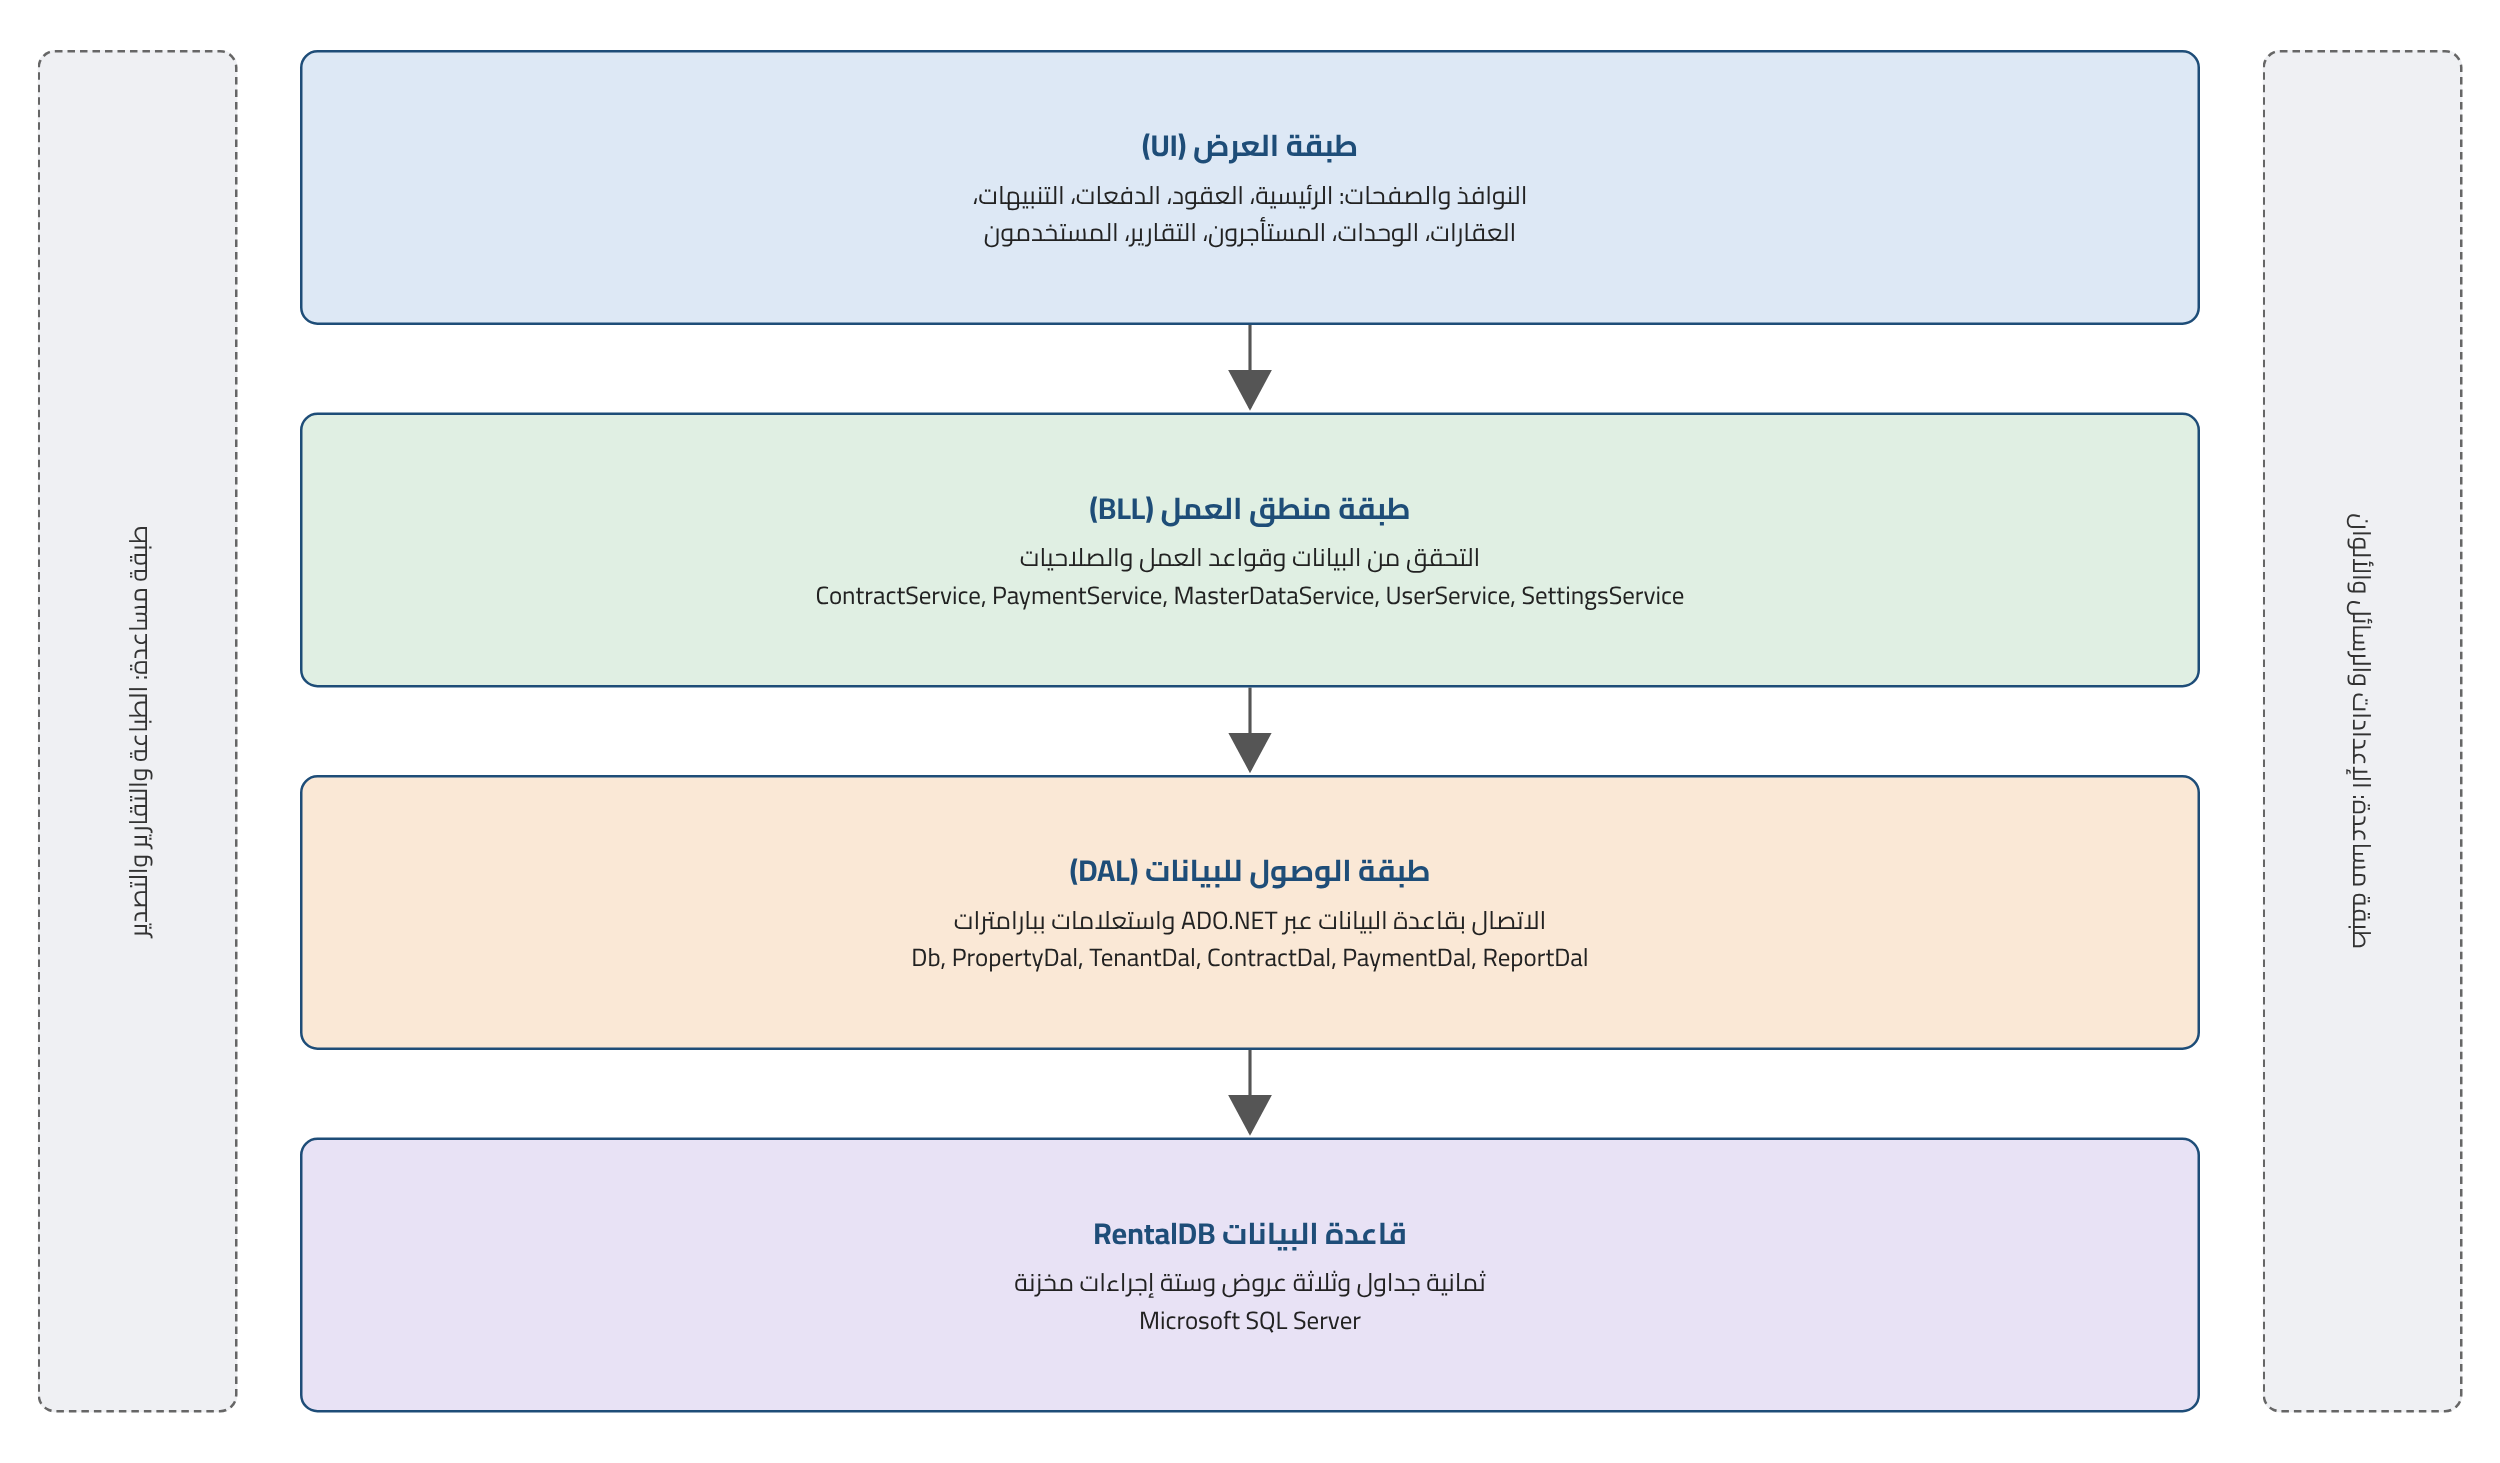 طبقة العرض (UI)
النوافذ والصفحات: الرئيسية، العقود، الدفعات، التنبيهات،
العقارات، الوحدات، المستأجرون، التقارير، المستخدمون
طبقة منطق العمل (BLL)
التحقق من البيانات وقواعد العمل والصلاحيات
ContractService, PaymentService, MasterDataService, UserService, SettingsService
طبقة الوصول للبيانات (DAL)
الاتصال بقاعدة البيانات عبر ADO.NET واستعلامات ببارامترات
Db, PropertyDal, TenantDal, ContractDal, PaymentDal, ReportDal
قاعدة البيانات RentalDB
ثمانية جداول وثلاثة عروض وستة إجراءات مخزنة
Microsoft SQL Server
طبقة مساعدة: الإعدادات والرسائل والألوان
طبقة مساعدة: الطباعة والتقارير والتصدير